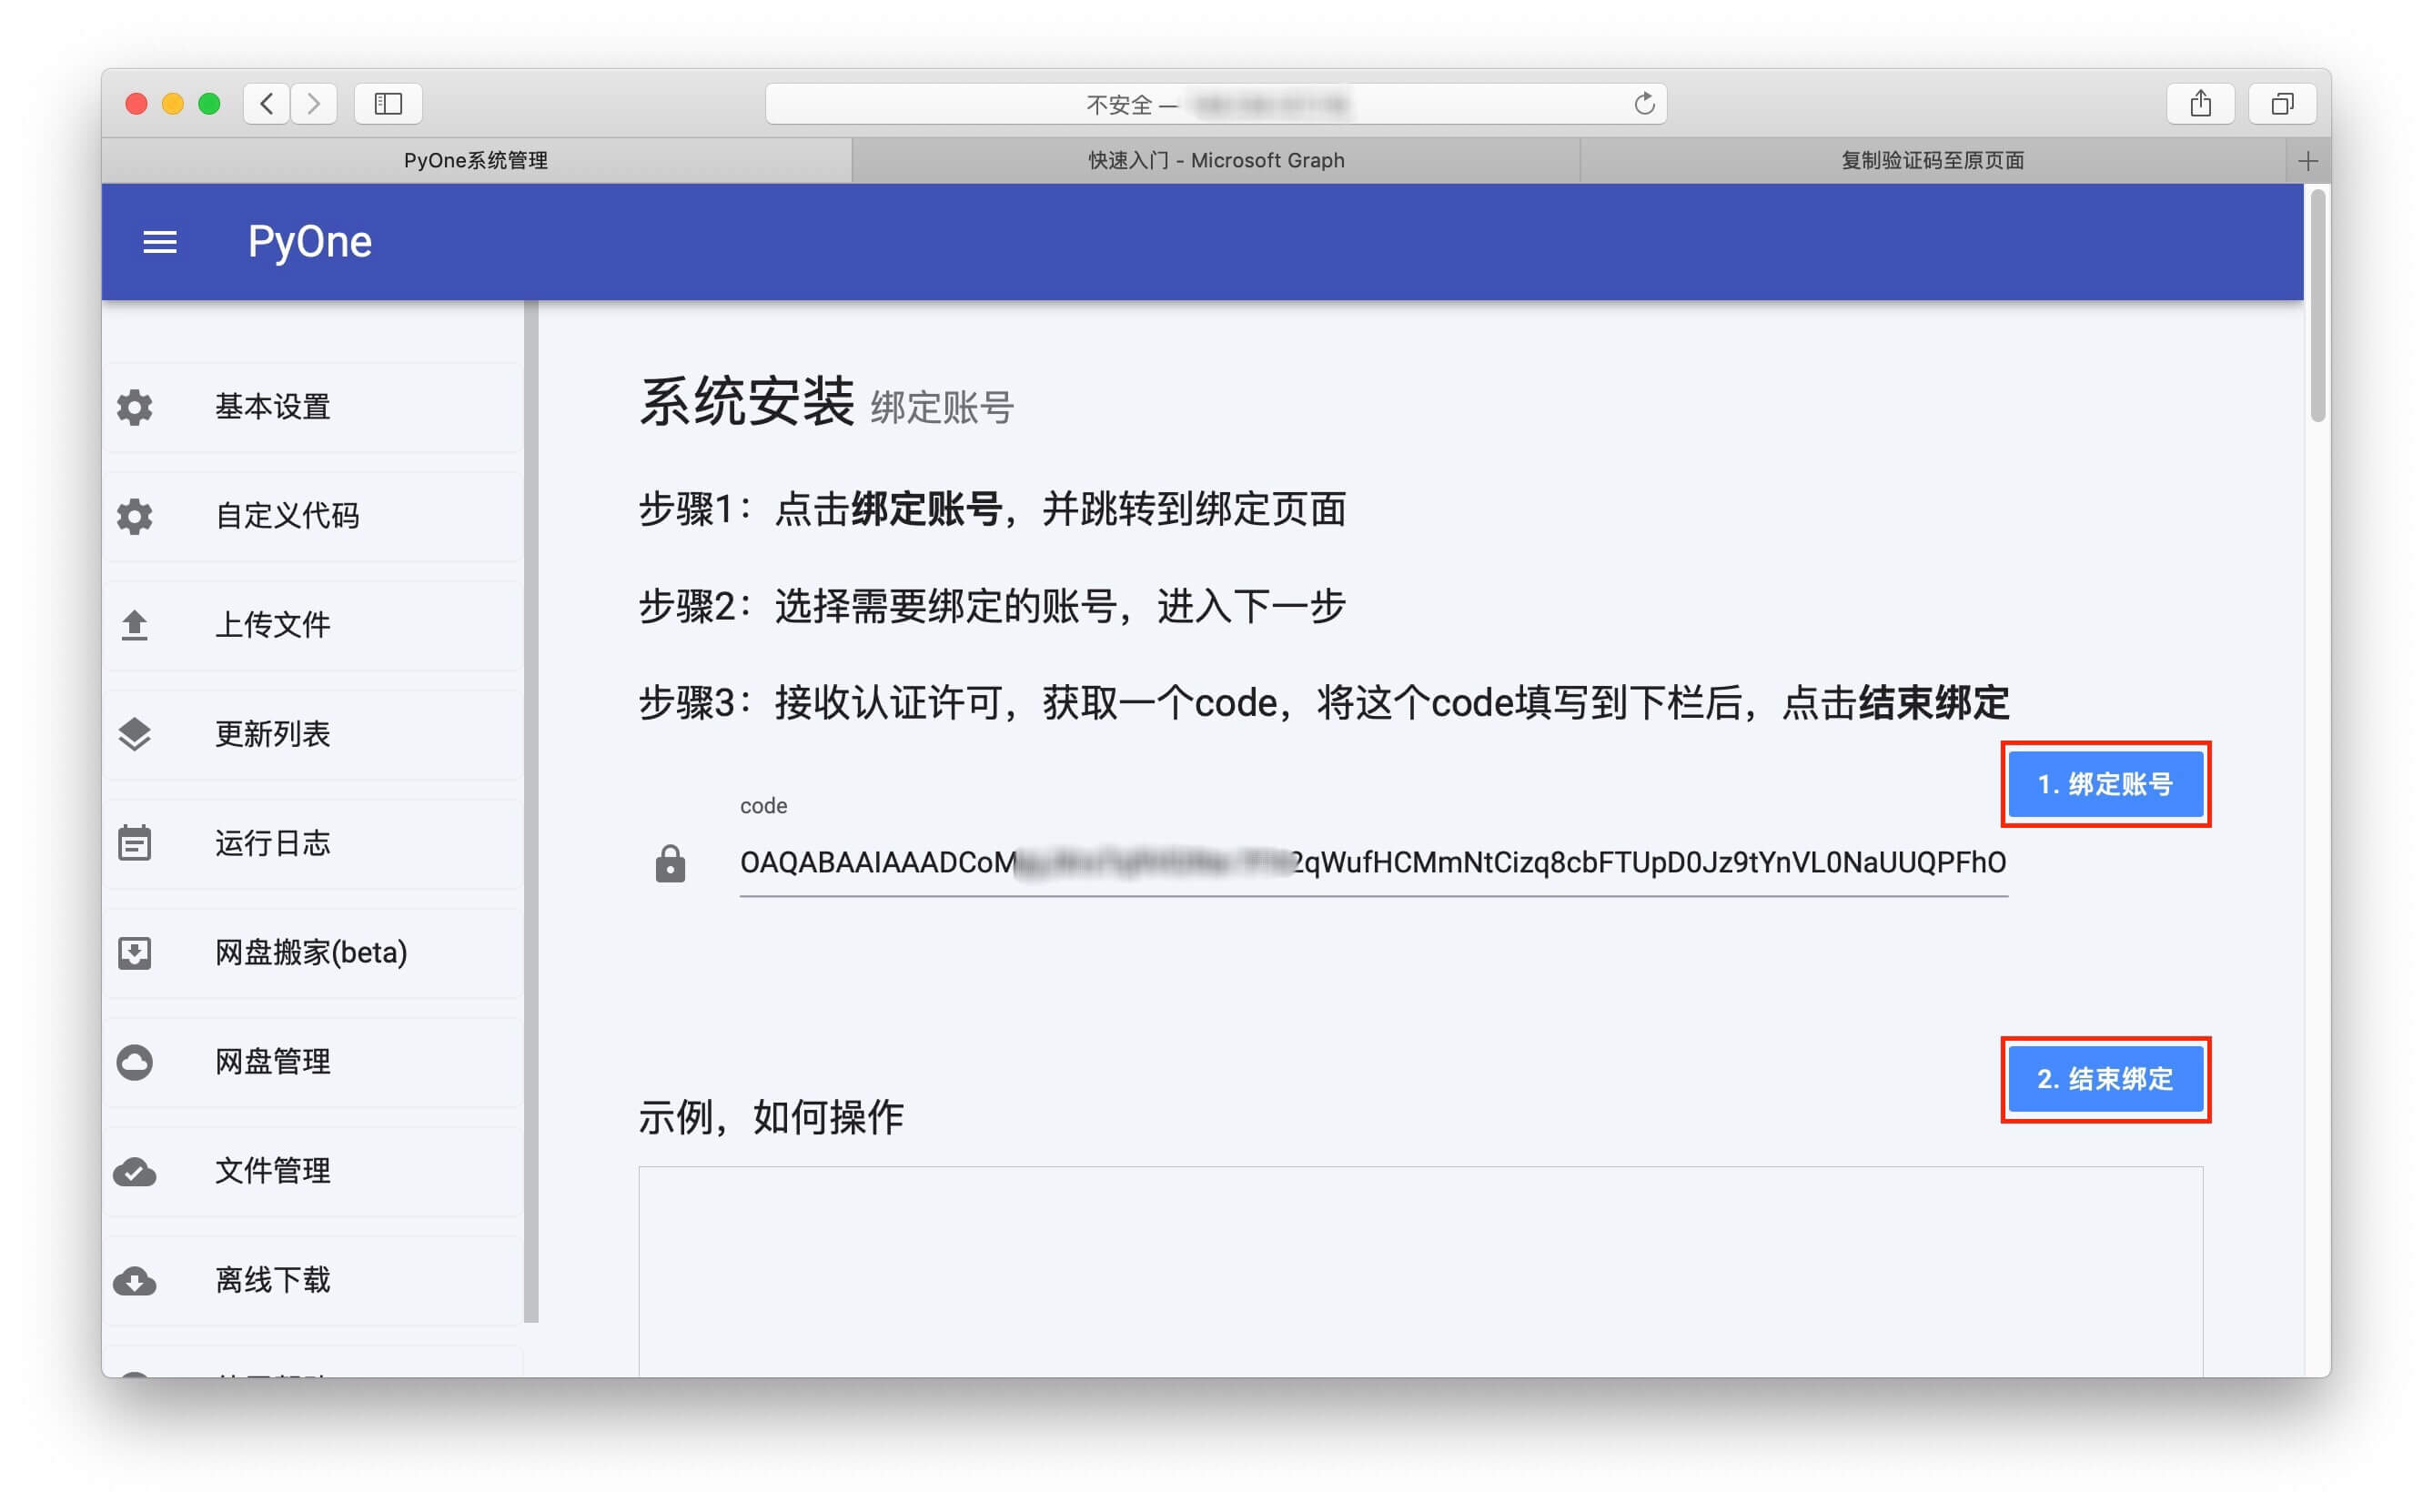 不安全 —
PyOne系统管理
快速入门 - Microsoft Graph
复制验证码至原页面
PyOne
基本设置
自定义代码
上传文件
更新列表
运行日志
网盘搬家(beta)
网盘管理
文件管理
离线下载
系统安装 绑定账号
步骤1：点击绑定账号，并跳转到绑定页面
步骤2：选择需要绑定的账号，进入下一步
步骤3：接收认证许可，获取一个code，将这个code填写到下栏后，点击结束绑定
1. 绑定账号
code
OAQABAAIAAADCoM 2qWufHCMmNtCizq8cbFTUpD0Jz9tYnVL0NaUUQPFhO
2. 结束绑定
示例，如何操作